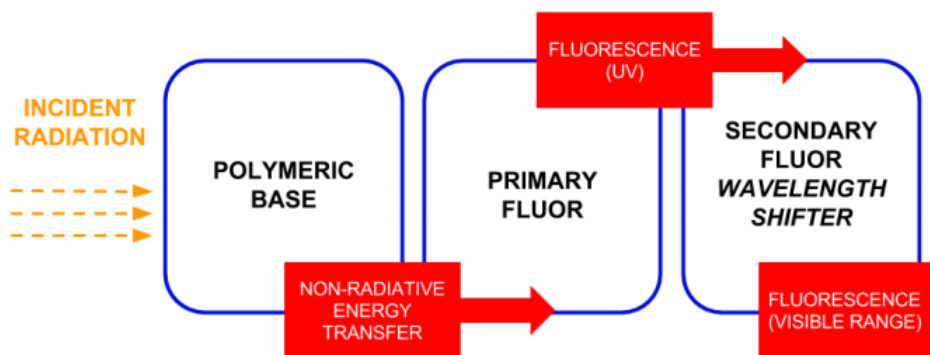 INCIDENT
RADIATION
POLYMERIC
BASE
NON-RADIATIVE
ENERGY
TRANSFER
PRIMARY
FLUOR
FLUORESCENCE
(UV)
SECONDARY
FLUOR
WAVELENGTH
SHIFTER
FLUORESCENCE
(VISIBLE RANGE)